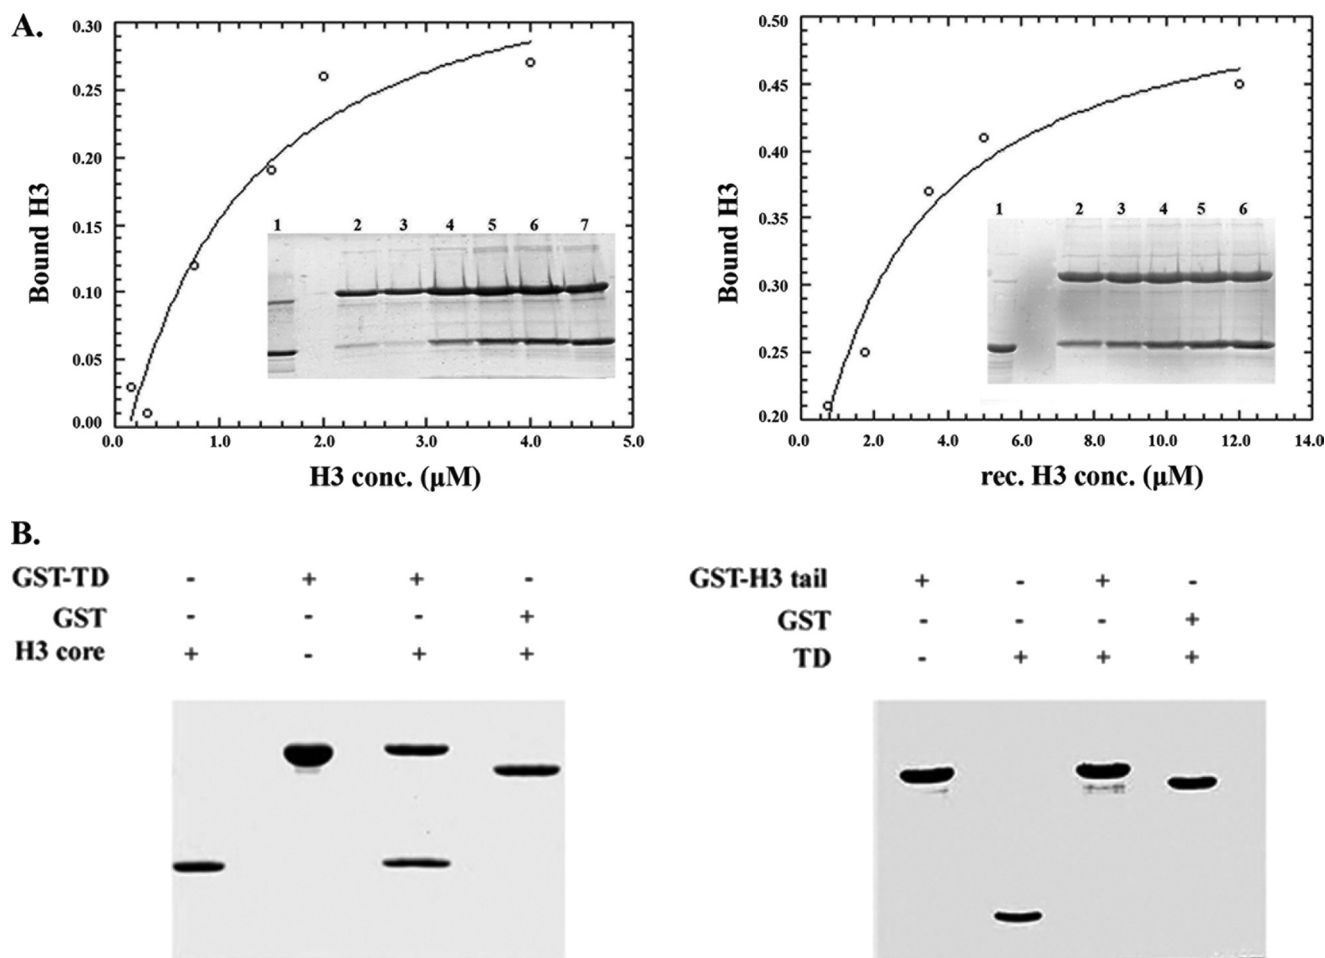 A.
0.30
0.25
0.20
0.15
0.10
0.05
0.00
Bound H3
1 2 3 4 5 6 7
0.0 1.0 2.0 3.0 4.0 5.0
H3 conc. (μM)
0.50
0.45
0.40
0.35
0.30
0.25
0.20
Bound H3
1 2 3 4 5 6
0.0 2.0 4.0 6.0 8.0 10.0 12.0 14.0
rec. H3 conc. (μM)
B.
GST-TD - + + -
GST - - - +
H3 core + - + +
GST-H3 tail + - + -
GST - - - +
TD - + + +